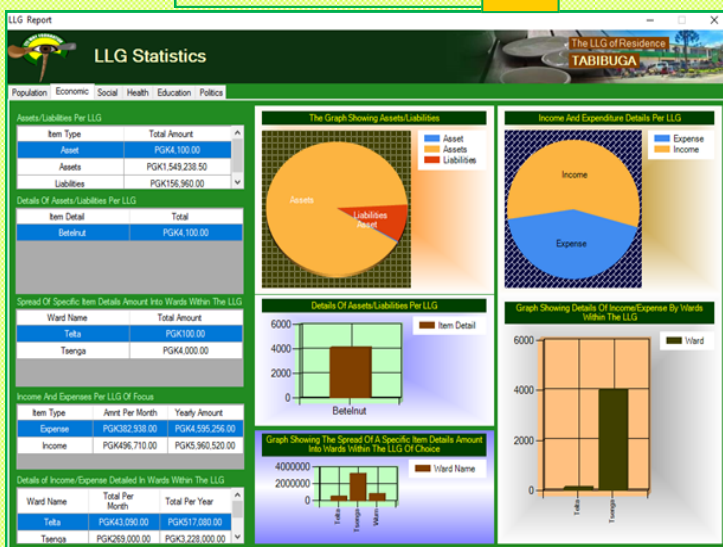 LLG Report
LLG Statistics
The LLG of Residence
TABIBUGA
Population Economic Social Health Education Politics
Assets/Liabilities Per LLG
Item Type Total Amount
Asset PGK4,100.00
Assets PGK1,549,238.50
Liabilities PGK156,960.00
Details Of Assets/Liabilities Per LLG
Item Detail Total
Betelnut PGK4,100.00
Spread Of Specific Item Details Amount Into Wards Within The LLG
Ward Name Total Amount
Telta PGK100.00
Tsenga PGK4,000.00
Income And Expenses Per LLG Of Focus
Item Type Amnt Per Month Yearly Amount
Expense PGK382,938.00 PGK4,595,256.00
Income PGK496,710.00 PGK5,960,520.00
Details of Income/Expense Detailed In Wards Within The LLG
Ward Name Total Per Month Total Per Year
Telta PGK43,090.00 PGK517,080.00
Tsenga PGK269,000.00 PGK3,228,000.00
The Graph Showing Assets/Liabilities
Asset
Assets
Liabilities
Assets
Liabilities
Asset
Details Of Assets/Liabilities Per LLG
6000
4000
2000
0
Item Detail
Betelnut
Graph Showing The Spread Of A Specific Item Details Amount
Into Wards Within The LLG Of Choice
4000000
2000000
0
Ward Name
Telta
Tsenga
Income And Expenditure Details Per LLG
Expense
Income
Income
Expense
Graph Showing Details Of Income/Expense By Wards
Within The LLG
6000
4000
2000
0
Ward
Telta
Tsenga